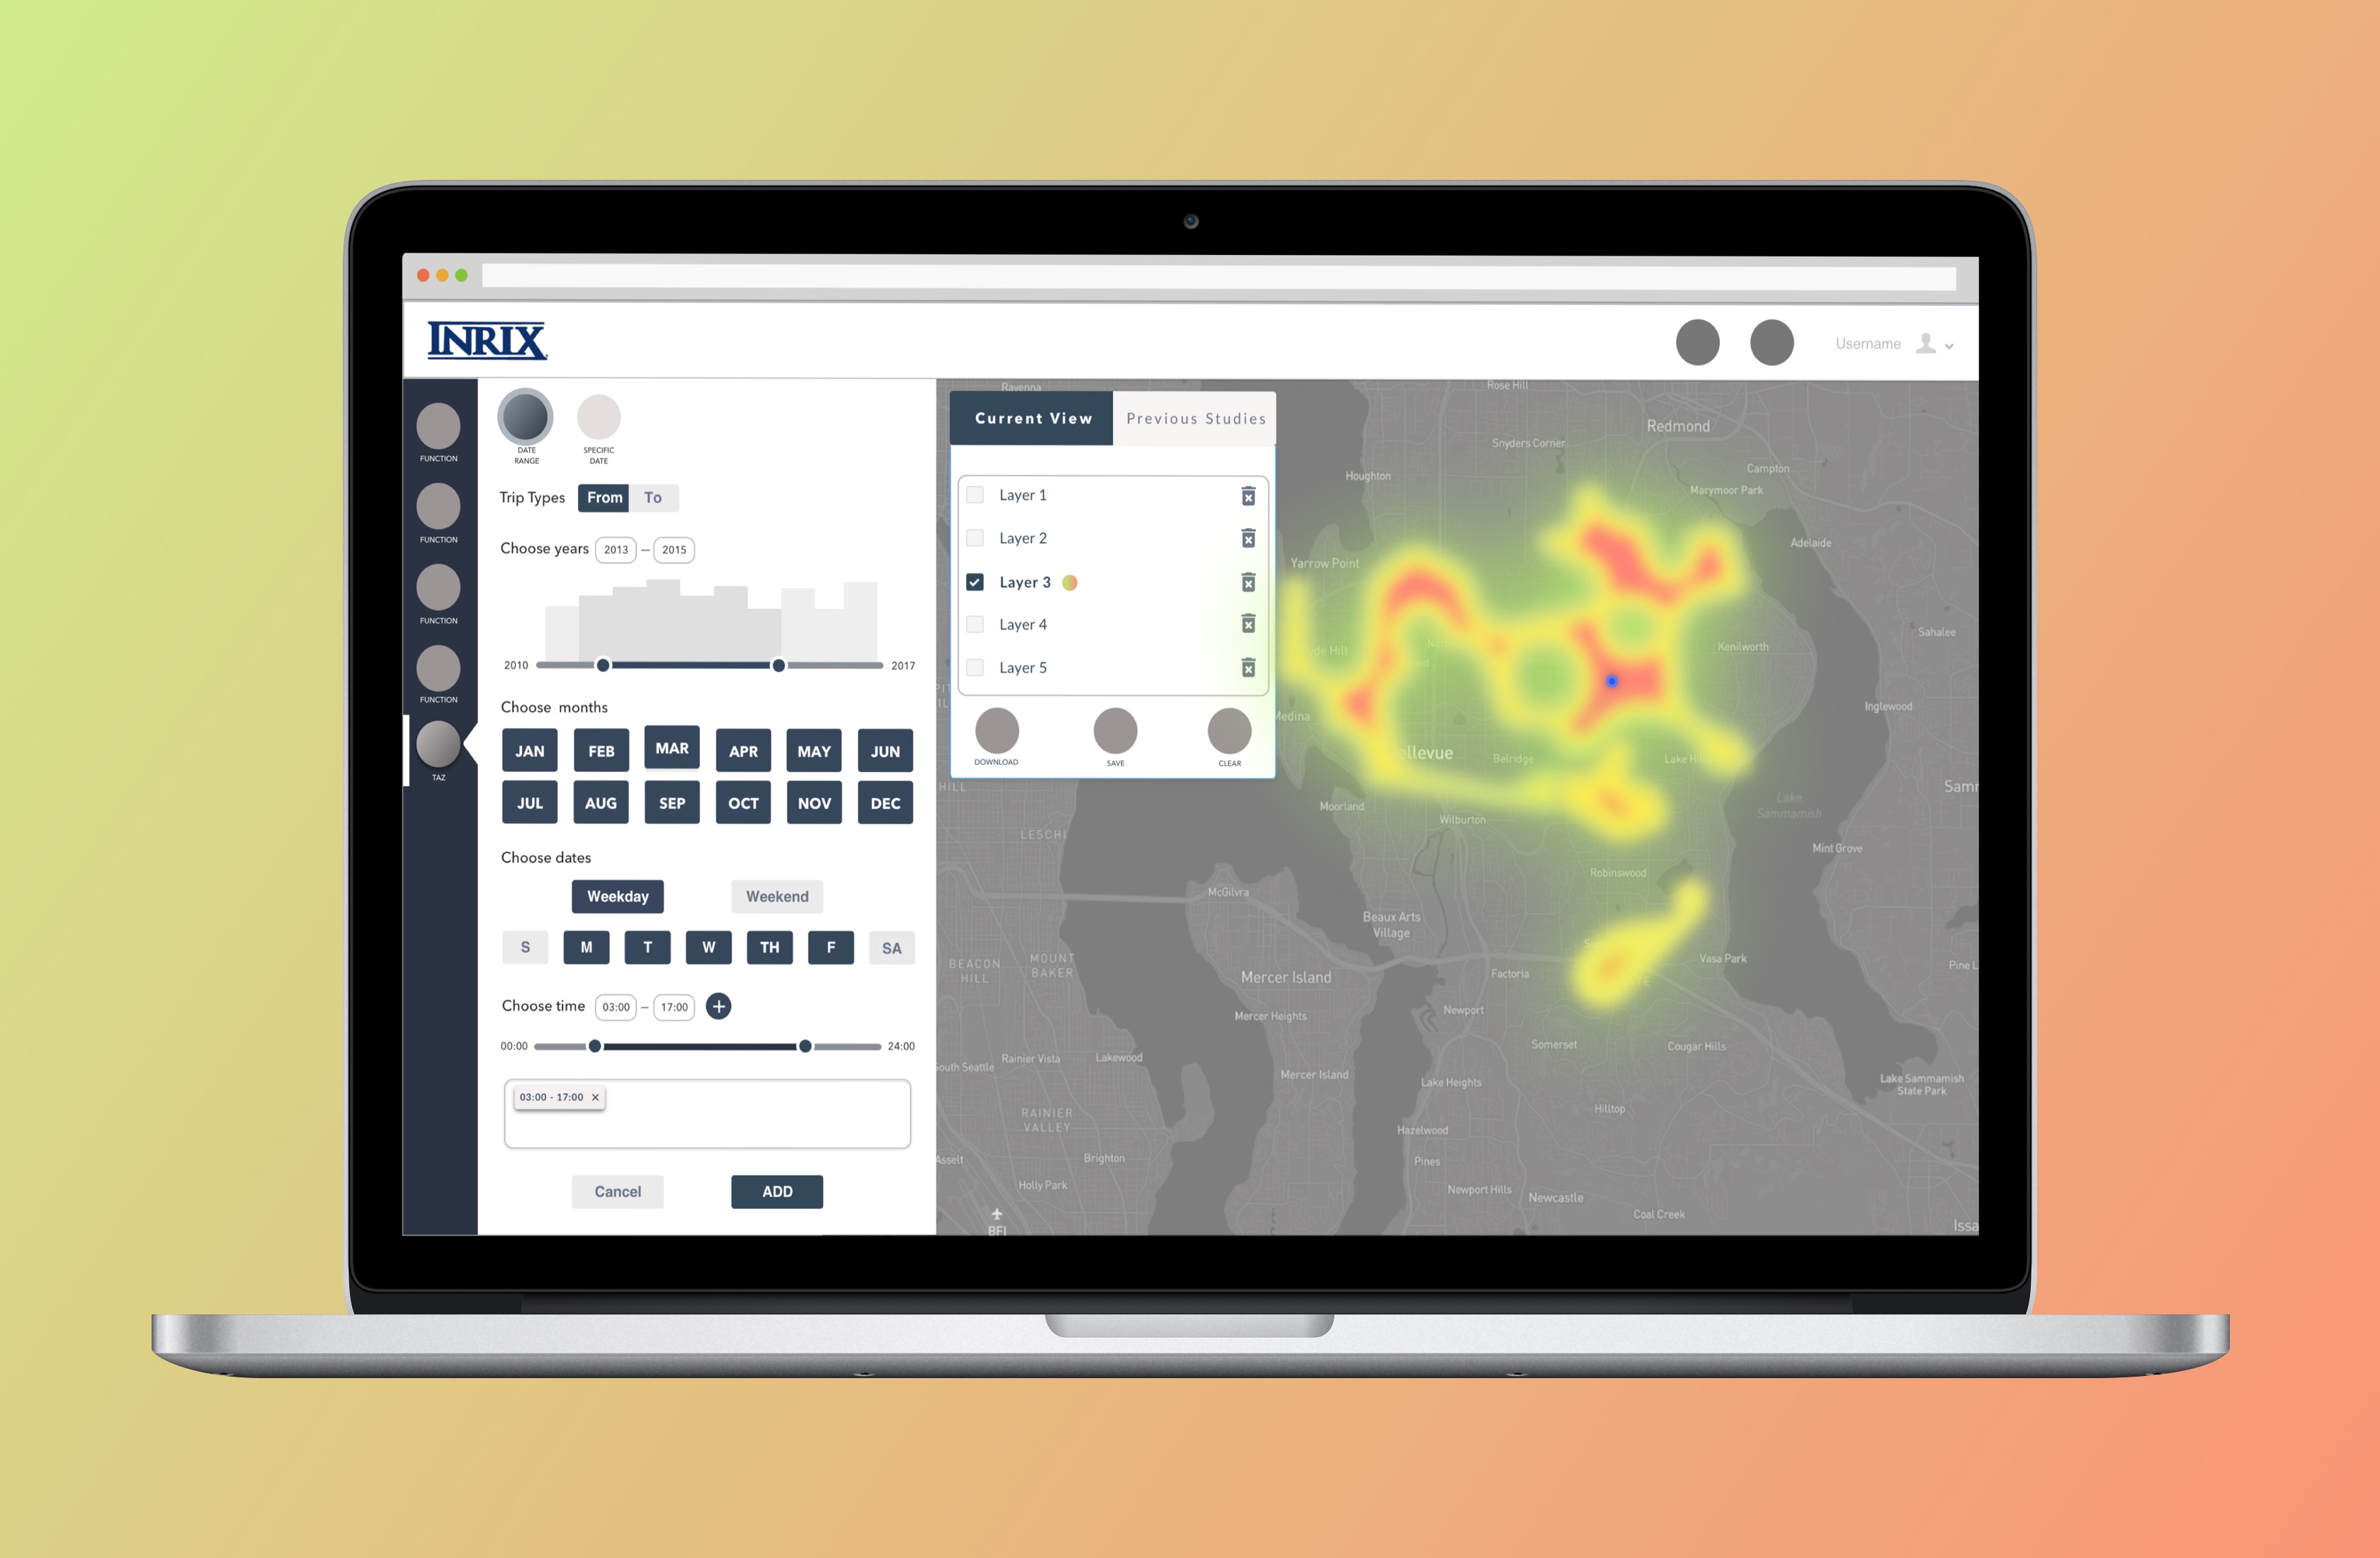 INRIX
Username
FUNCTION
FUNCTION
FUNCTION
FUNCTION
TAZ
DATE
RANGE
SPECIFIC
DATE
Trip Types From To
Choose years 2013 – 2015
2010 2017
Choose months
JAN FEB MAR APR MAY JUN
JUL AUG SEP OCT NOV DEC
Choose dates
Weekday Weekend
S M T W TH F SA
Choose time 03:00 – 17:00 +
00:00 24:00
03:00 - 17:00 ×
Cancel ADD
Current View Previous Studies
Layer 1
Layer 2
Layer 3
Layer 4
Layer 5
DOWNLOAD SAVE CLEAR
Ravenna
Rose Hill
Redmond
Snyders Corner
Campton
Houghton
Marymoor Park
Adelaide
Yarrow Point
Sahalee
Kenilworth
yde Hill
Inglewood
Medina
ellevue
Belridge
Lake Hil
HILL
Moorland
Lake
Sammamish
Samm
Wilburton
LESCHI
Mint Grove
Robinswood
McGilvra
Beaux Arts
Village
BEACON
HILL
MOUNT
BAKER
Mercer Island
Factoria
Vasa Park
Pine L
Mercer Heights
Newport
Somerset
Cougar Hills
outh Seattle
Rainier Vista
Lakewood
Mercer Island
Lake Heights
Lake Sammamish
State Park
RAINIER
VALLEY
Hilltop
Hazelwood
Asselt
Brighton
Pines
Holly Park
Newport Hills
Newcastle
Coal Creek
BFI
Issa